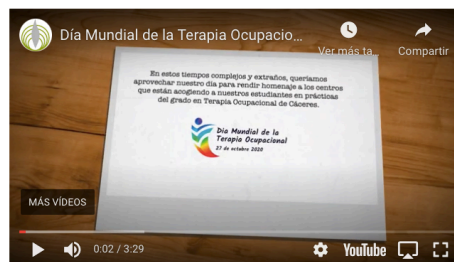 Día Mundial de la Terapia Ocupacio...
Ver más ta...
Compartir
En estos tiempos complejos y extraños, queríamos
aprovechar nuestro día para rendir homenaje a los centros
que están acogiendo a nuestros estudiantes en prácticas
del grado en Terapia Ocupacional de Cáceres.
Día Mundial de la
Terapia Ocupacional
27 de octubre 2020
MÁS VÍDEOS
0:02 / 3:29
YouTube